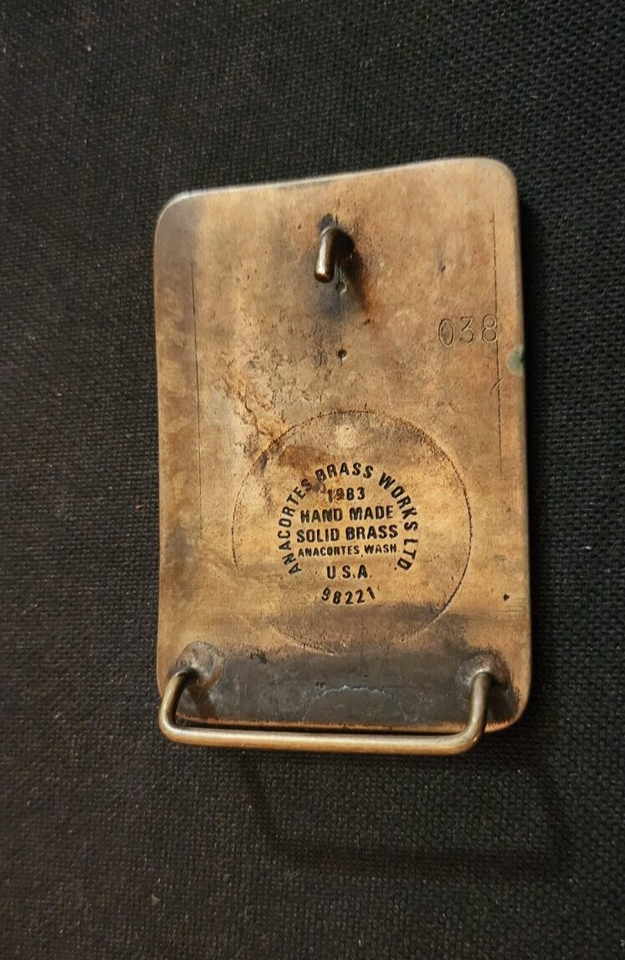 038
ANACORTES BRASS WORKS LTD.
1983
HAND MADE
SOLID BRASS
ANACORTES, WASH.
U.S.A.
98221